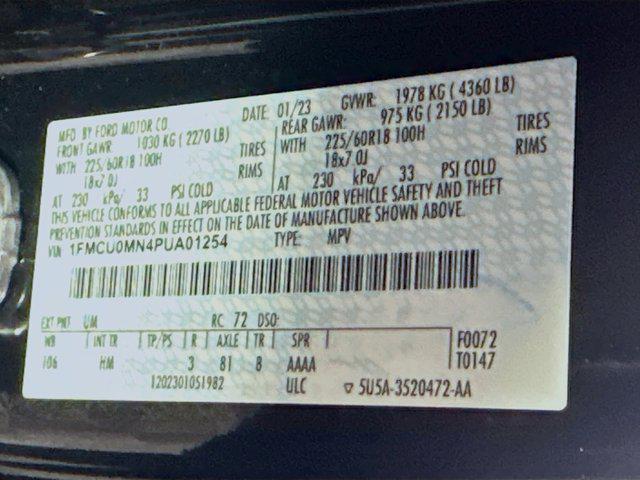 MFD BY FORD MOTOR CO.
DATE: 01/23 GVWR: 1978 KG ( 4360 LB)
FRONT GAWR: 1030 KG ( 2270 LB) REAR GAWR: 975 KG ( 2150 LB)
WITH 225/60R18 100H TIRES WITH 225/60R18 100H TIRES
18x7.0J RIMS 18x7.0J RIMS
AT 230 kPa/ 33 PSI COLD AT 230 kPa/ 33 PSI COLD
THIS VEHICLE CONFORMS TO ALL APPLICABLE FEDERAL MOTOR VEHICLE SAFETY AND THEFT
PREVENTION STANDARDS IN EFFECT ON THE DATE OF MANUFACTURE SHOWN ABOVE.
VIN: 1FMCU0MN4PUA01254 TYPE: MPV
EXT PNT: UM RC: 72 DSO:
WB INT TR TP/PS R AXLE TR SPR F0072
106 HM 3 81 8 AAAA T0147
1202301051982 ULC ▽ 5U5A-3520472-AA